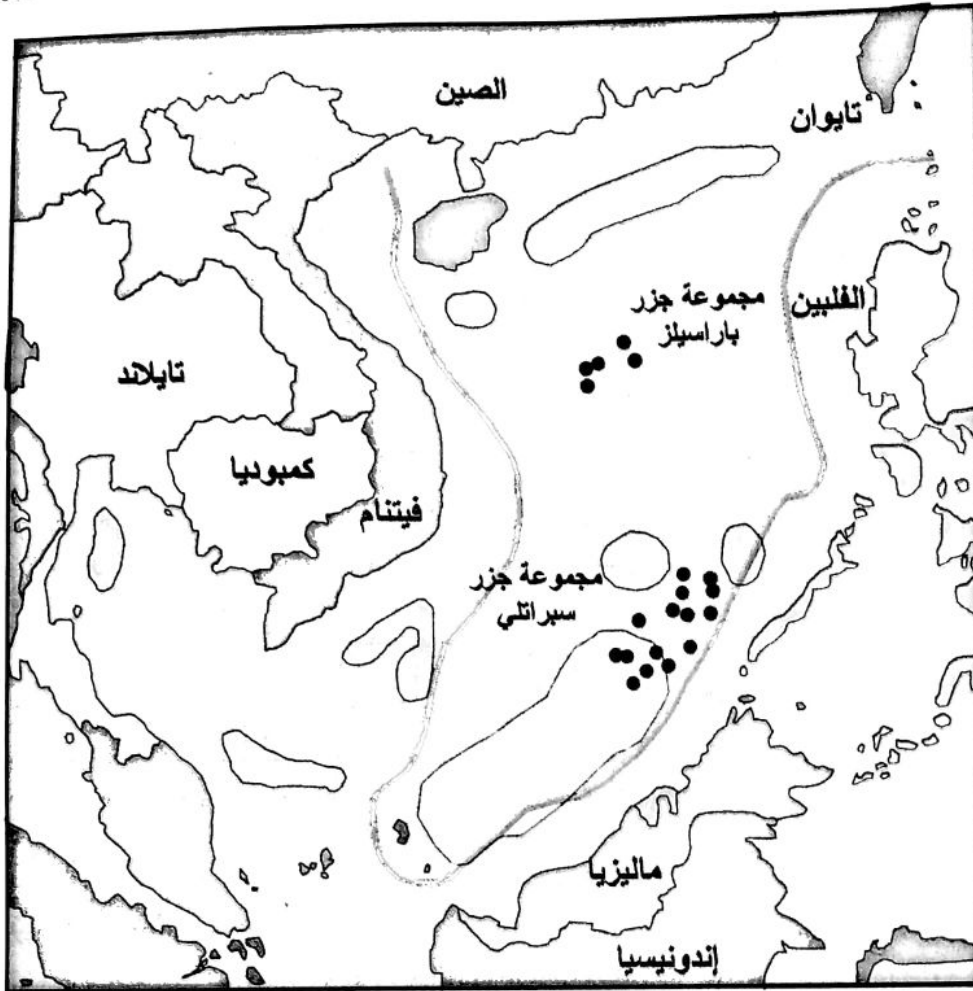 الصين
تايوان
مجموعة جزر
باراسيلز
الفلبين
تايلاند
كمبوديا
فيتنام
مجموعة جزر
سبراتلي
ماليزيا
إندونيسيا